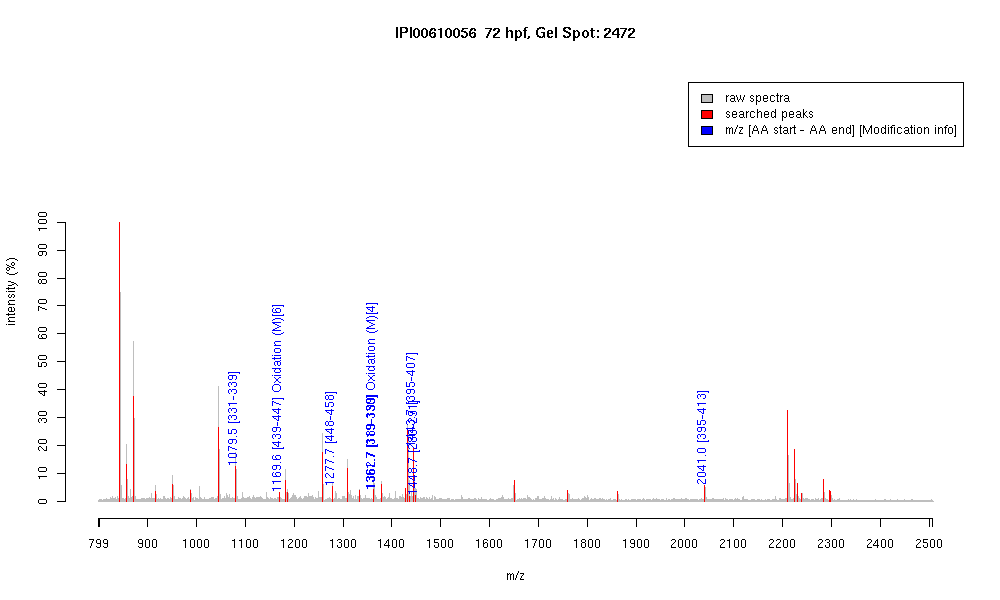 IPI00610056 72 hpf, Gel Spot: 2472
raw spectra
searched peaks
m/z [AA start - AA end] [Modification info]
intensity (%)
100
90
80
70
60
50
40
30
20
10
0
1079.5 [331-339]
1169.6 [439-447] Oxidation (M)[6]
1277.7 [448-458]
Oxidation (M)[4]
[395-407]
1448.7
2041.0 [395-413]
799 900 1000 1100 1200 1300 1400 1500 1600 1700 1800 1900 2000 2100 2200 2300 2400 2500
m/z